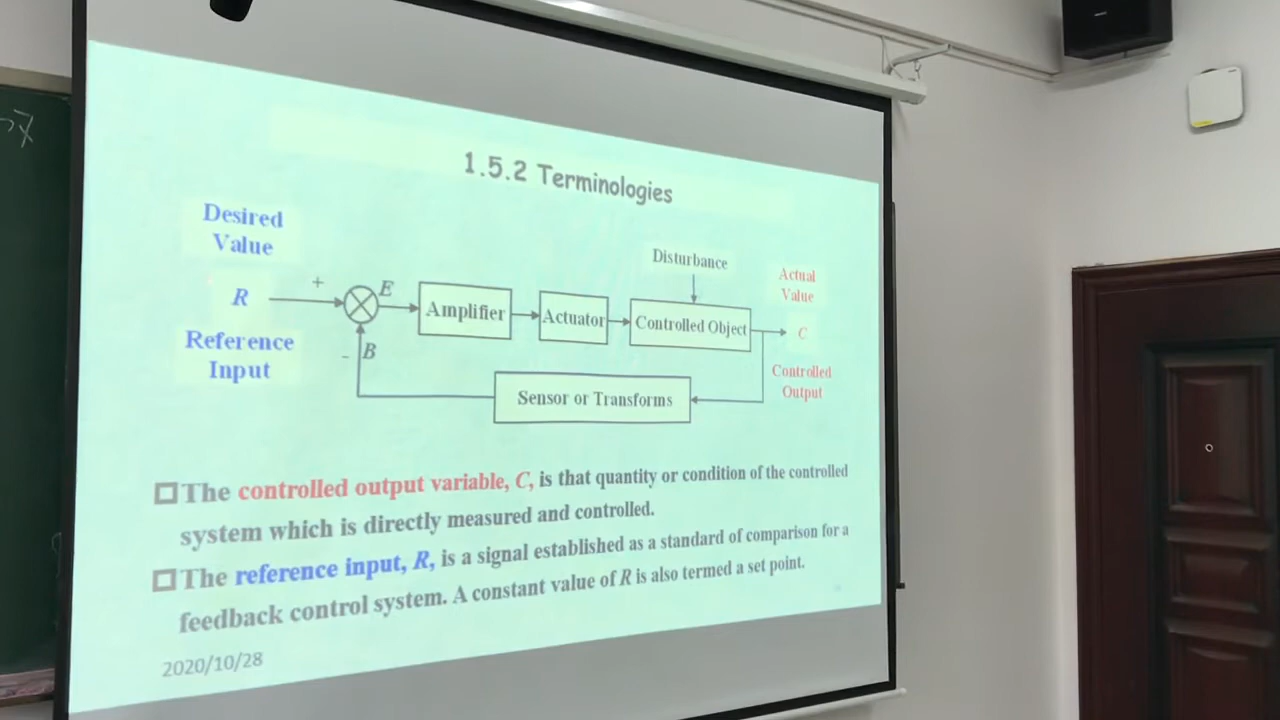 1.5.2 Terminologies
Desired
Value
R
Reference
Input
+
E
-
B
Amplifier
Actuator
Disturbance
Controlled Object
Actual
Value
C
Controlled
Output
Sensor or Transforms
The controlled output variable, C, is that quantity or condition of the controlled
system which is directly measured and controlled.
The reference input, R, is a signal established as a standard of comparison for a
feedback control system. A constant value of R is also termed a set point.
2020/10/28